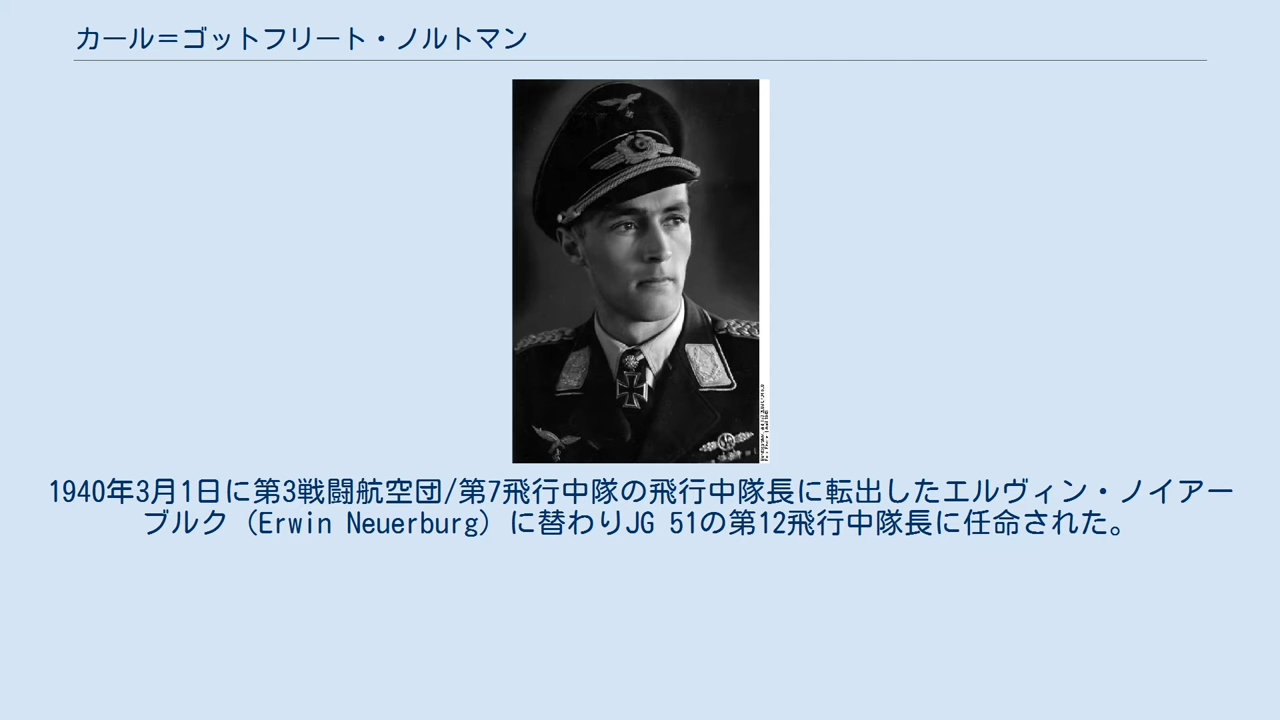 カール＝ゴットフリート・ノルトマン
1940年3月1日に第3戦闘航空団/第7飛行中隊の飛行中隊長に転出したエルヴィン・ノイアー
ブルク（Erwin Neuerburg）に替わりJG 51の第12飛行中隊長に任命された。